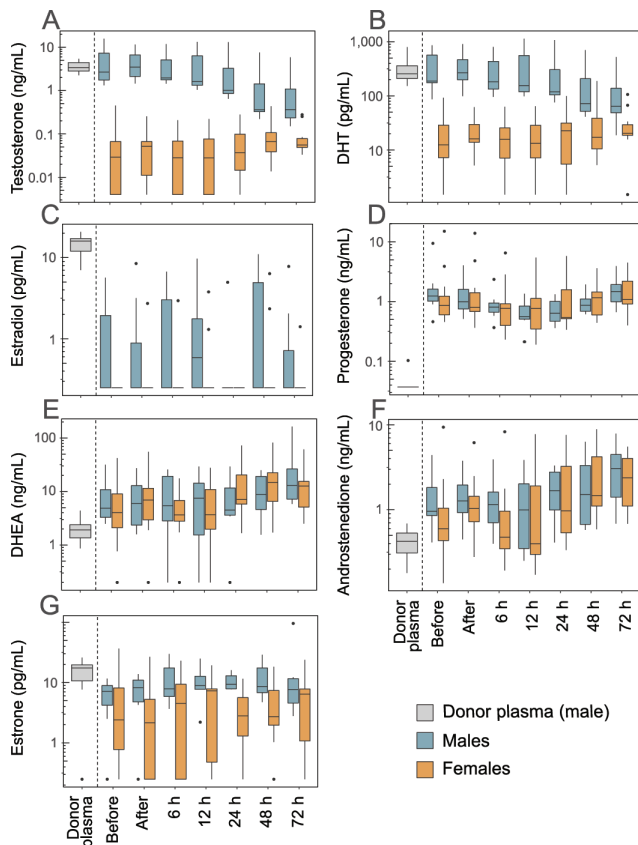 A
Testosterone (ng/mL)
10
1
0.1
0.01
B
DHT (pg/mL)
1,000
100
10
C
Estradiol (pg/mL)
10
1
D
Progesterone (ng/mL)
10
1
0.1
E
DHEA (ng/mL)
100
10
1
F
Androstenedione (ng/mL)
10
1
Donor plasma
Before
After
6 h
12 h
24 h
48 h
72 h
G
Estrone (pg/mL)
10
1
Donor plasma
Before
After
6 h
12 h
24 h
48 h
72 h
Donor plasma (male)
Males
Females